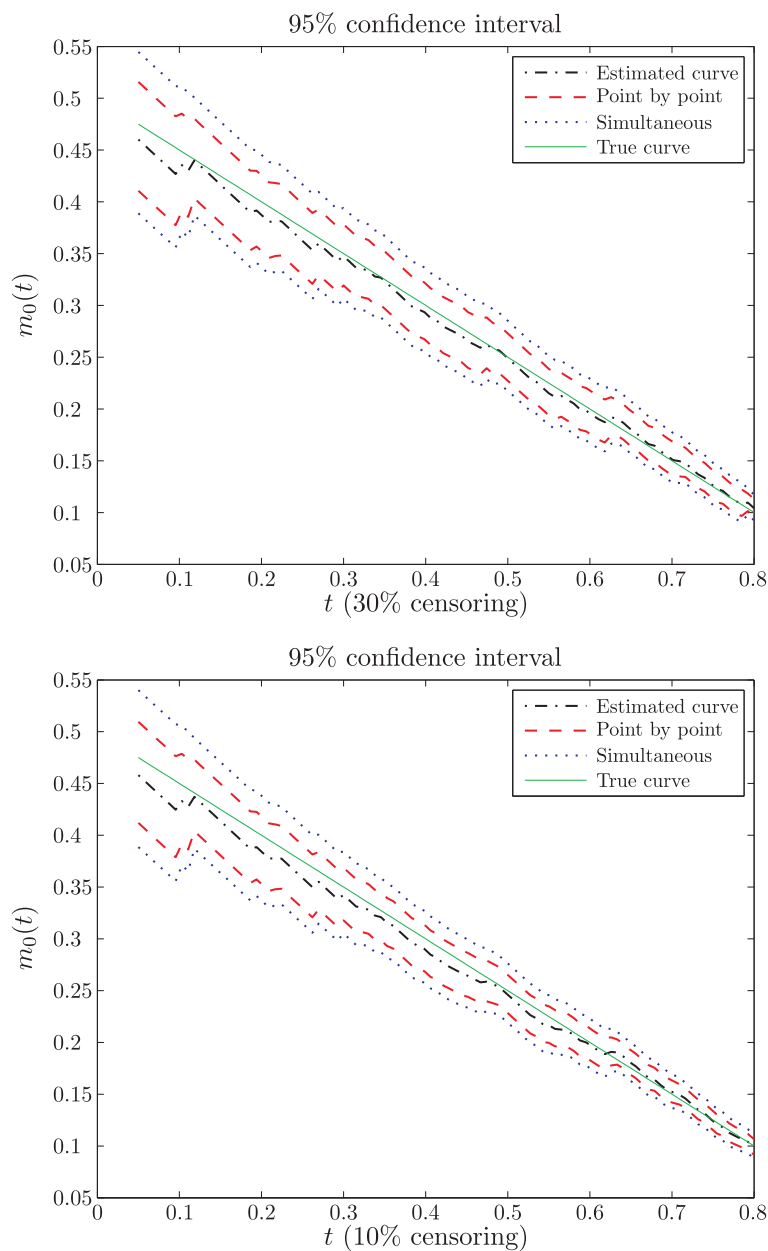 95% confidence interval
0.55
0.5
0.45
0.4
0.35
0.3
0.25
0.2
0.15
0.1
0.05
m0(t)
Estimated curve
Point by point
Simultaneous
True curve
0 0.1 0.2 0.3 0.4 0.5 0.6 0.7 0.8
t (30% censoring)
95% confidence interval
0.55
0.5
0.45
0.4
0.35
0.3
0.25
0.2
0.15
0.1
0.05
m0(t)
Estimated curve
Point by point
Simultaneous
True curve
0 0.1 0.2 0.3 0.4 0.5 0.6 0.7 0.8
t (10% censoring)